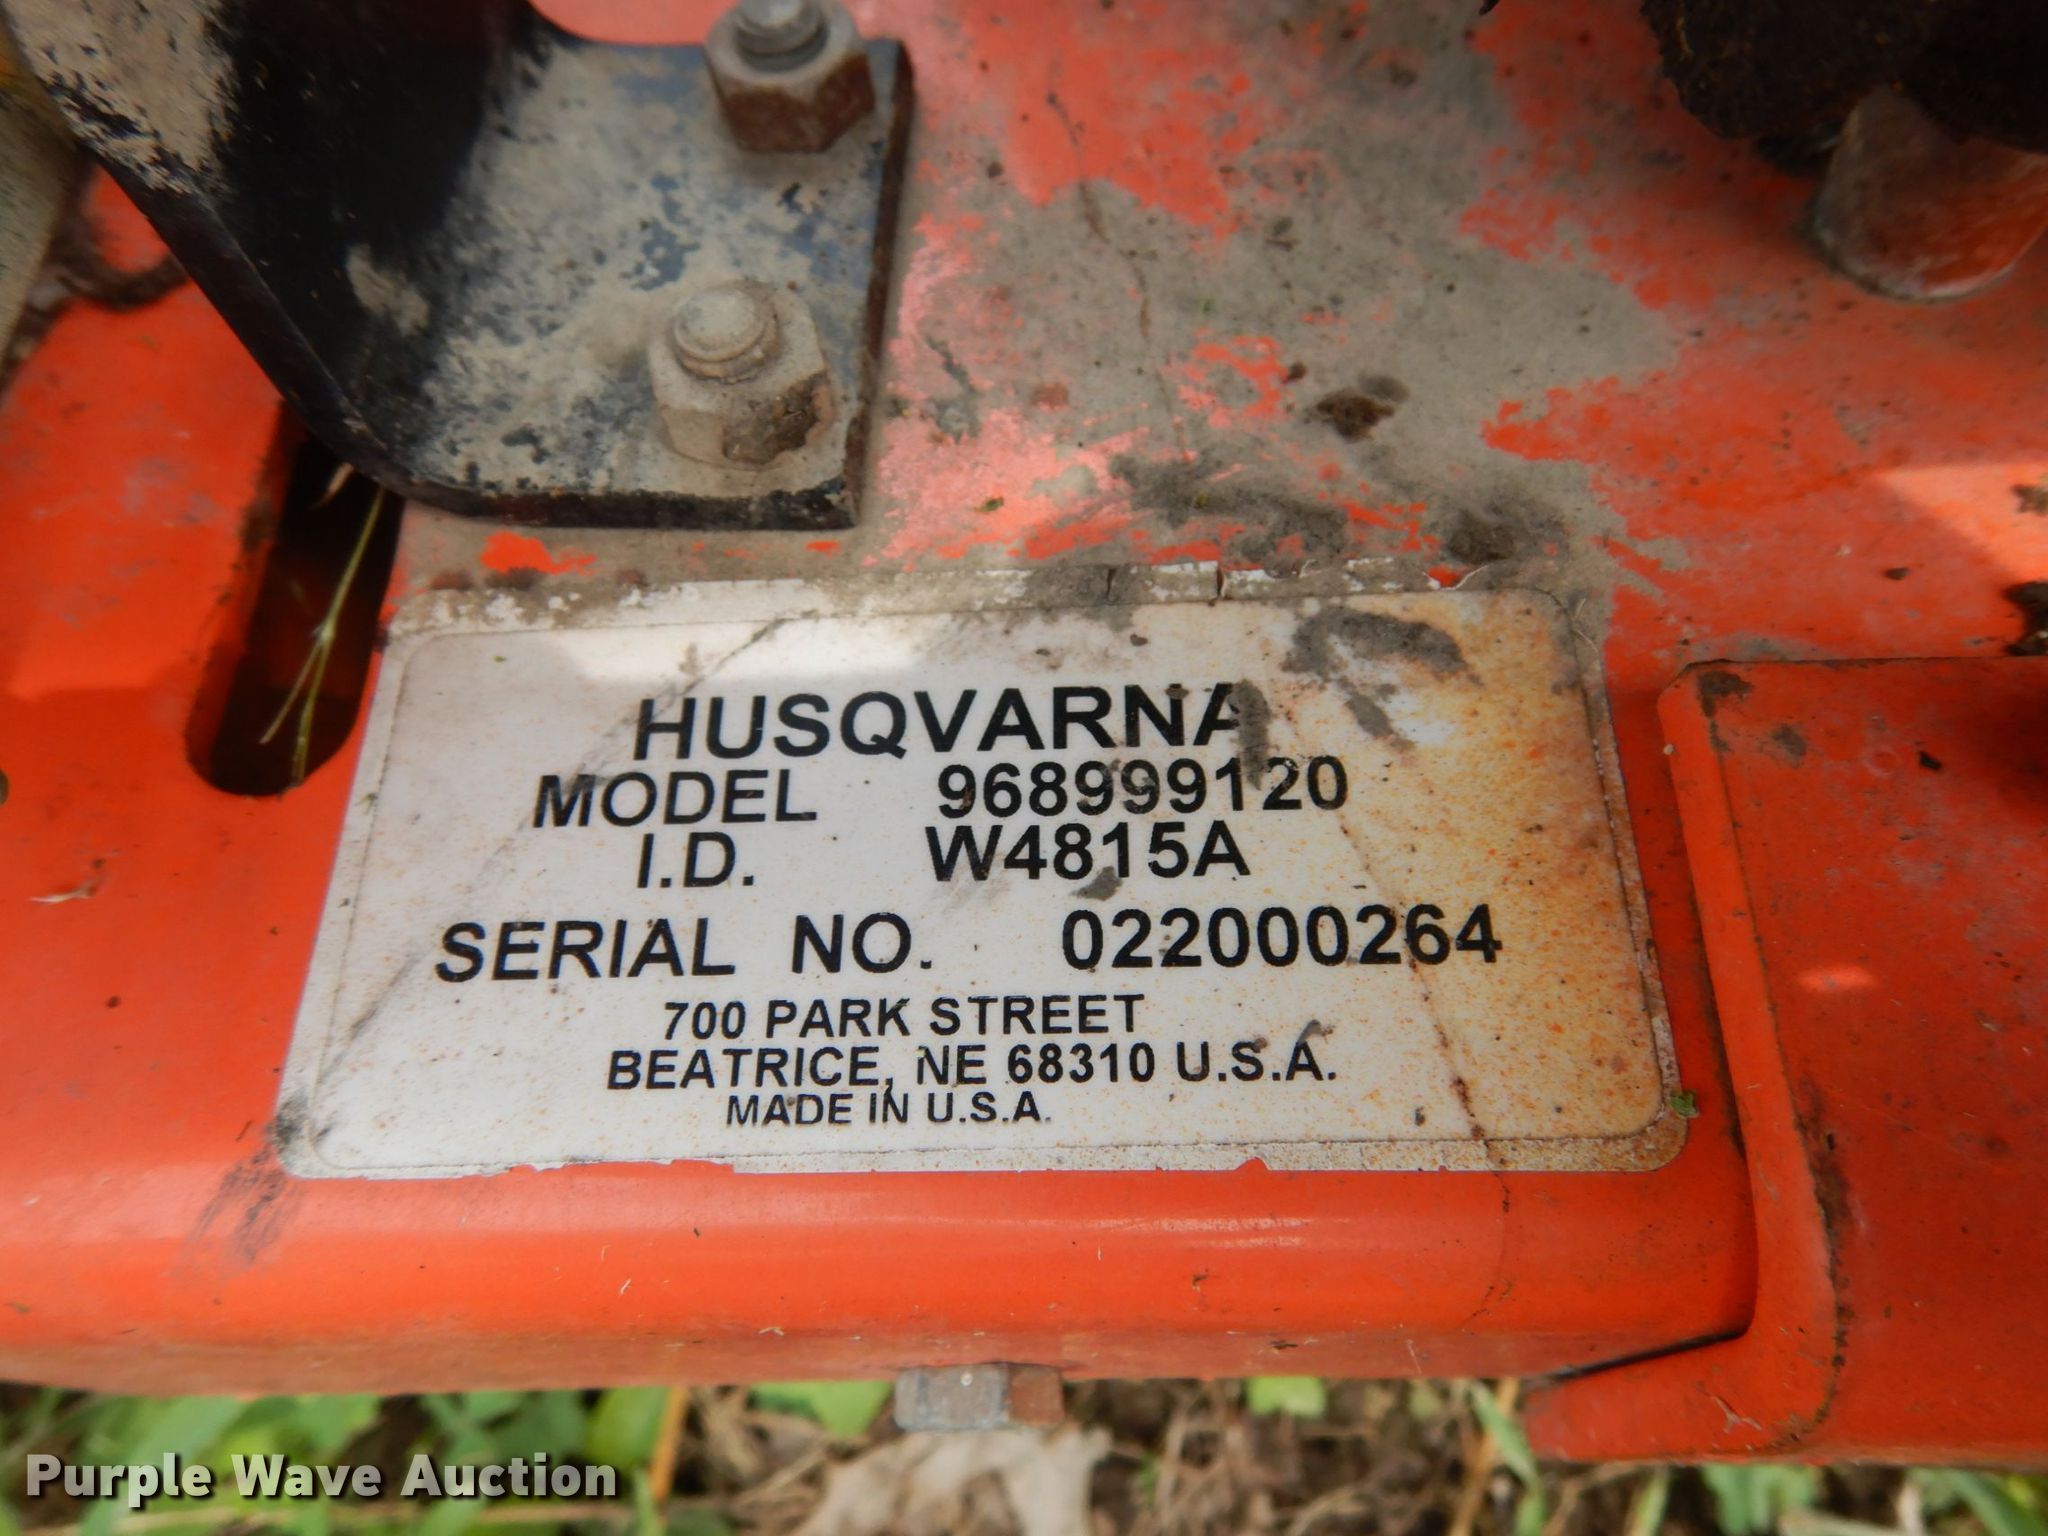 HUSQVARNA
MODEL 968999120
I.D. W4815A
SERIAL NO. 022000264
700 PARK STREET
BEATRICE, NE 68310 U.S.A.
MADE IN U.S.A.
Purple Wave Auction